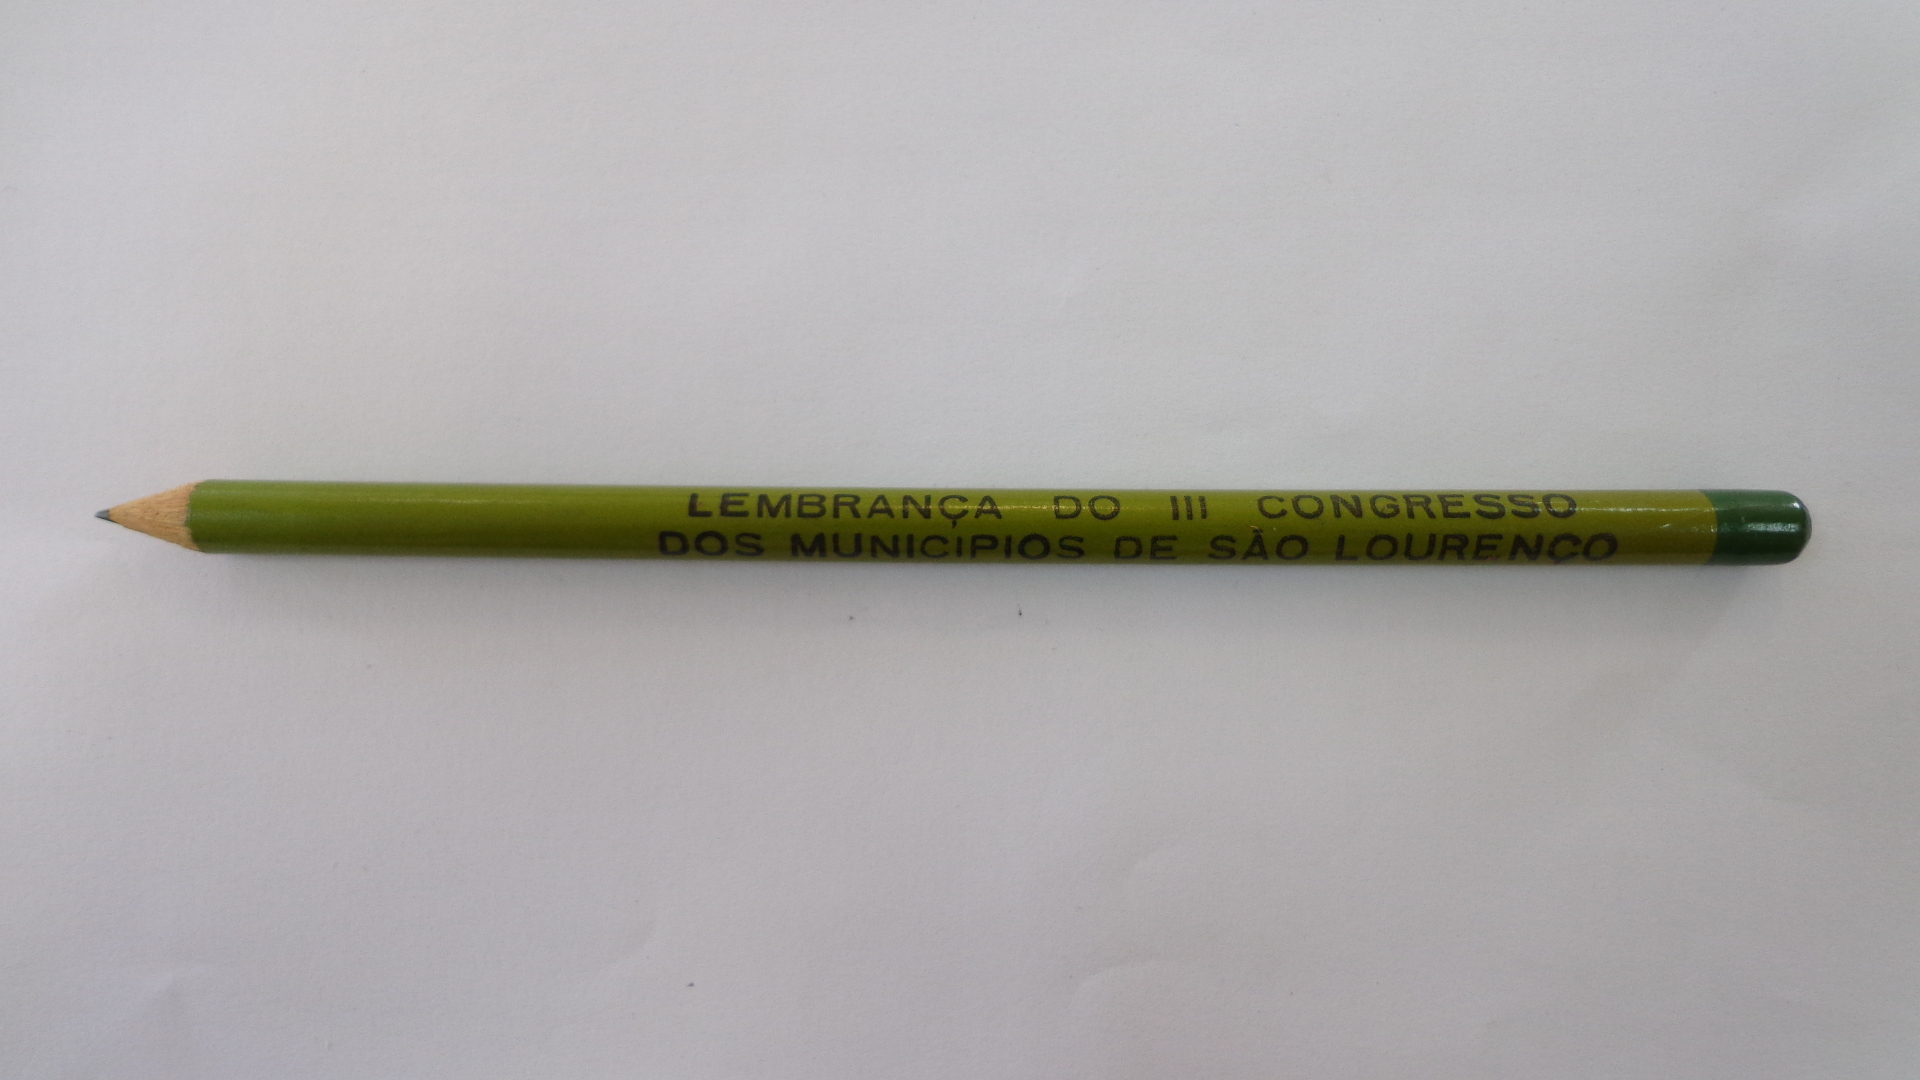 LEMBRANÇA DO III CONGRESSO
DOS MUNICIPIOS DE SÃO LOURENÇO